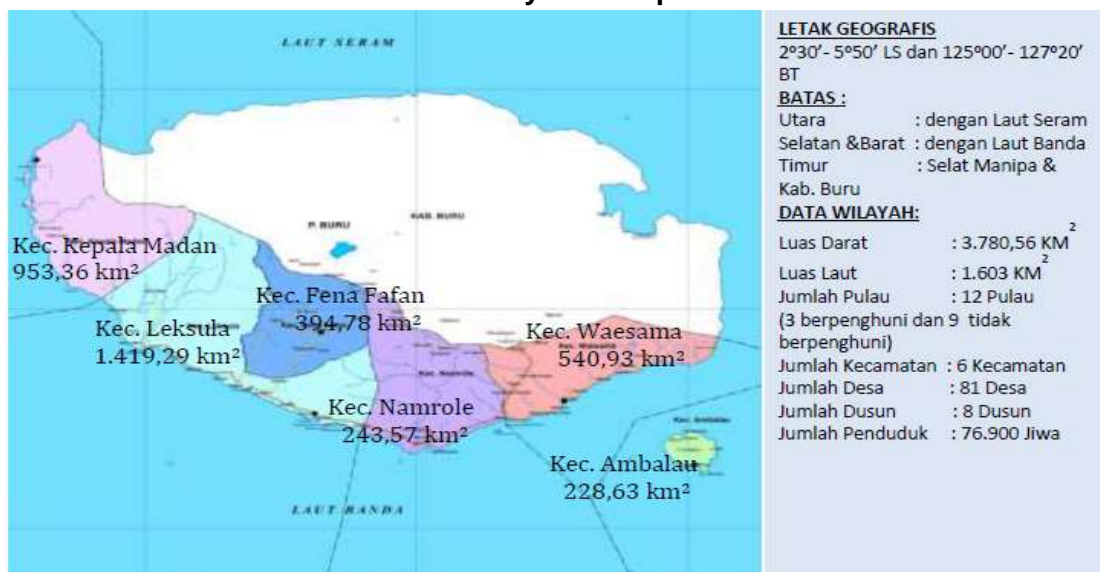 LAUT SERAM
P. BURU
KAB. BURU
Kec. Kepala Madan
953,36 km²
Kec. Fena Fafan
394,78 km²
Kec. Leksula
1.419,29 km²
Kec. Waesama
540,93 km²
Kec. Namrole
Kec. Namrole
243,57 km²
Kec. Ambalau
Kec. Ambalau
228,63 km²
LAUT BANDA
LETAK GEOGRAFIS
2º30’- 5º50’ LS dan 125º00’- 127º20’
BT
BATAS :
Utara : dengan Laut Seram
Selatan &Barat : dengan Laut Banda
Timur : Selat Manipa &
Kab. Buru
DATA WILAYAH:
Luas Darat : 3.780,56 KM²
Luas Laut : 1.603 KM²
Jumlah Pulau : 12 Pulau
(3 berpenghuni dan 9 tidak
berpenghuni)
Jumlah Kecamatan : 6 Kecamatan
Jumlah Desa : 81 Desa
Jumlah Dusun : 8 Dusun
Jumlah Penduduk : 76.900 Jiwa